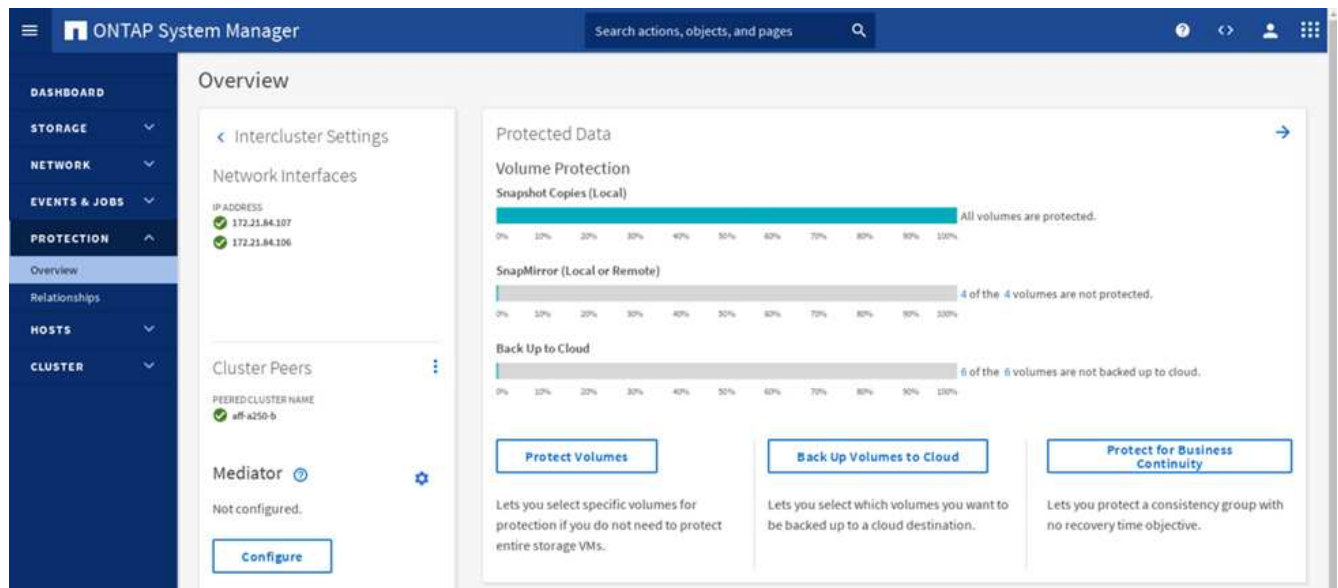 ONTAP System Manager
Search actions, objects, and pages
DASHBOARD
STORAGE
NETWORK
EVENTS & JOBS
PROTECTION
Overview
Relationships
HOSTS
CLUSTER
Overview
Intercluster Settings
Network Interfaces
IP ADDRESS
172.21.84.107
172.21.84.106
Cluster Peers
PEERED CLUSTER NAME
aff-a250-b
Mediator
Not configured.
Configure
Protected Data
Volume Protection
Snapshot Copies (Local)
All volumes are protected.
0% 10% 20% 30% 40% 50% 60% 70% 80% 90% 100%
SnapMirror (Local or Remote)
4 of the 4 volumes are not protected.
0% 10% 20% 30% 40% 50% 60% 70% 80% 90% 100%
Back Up to Cloud
6 of the 6 volumes are not backed up to cloud.
0% 10% 20% 30% 40% 50% 60% 70% 80% 90% 100%
Protect Volumes
Lets you select specific volumes for
protection if you do not need to protect
entire storage VMs.
Back Up Volumes to Cloud
Lets you select which volumes you want to
be backed up to a cloud destination.
Protect for Business
Continuity
Lets you protect a consistency group with
no recovery time objective.